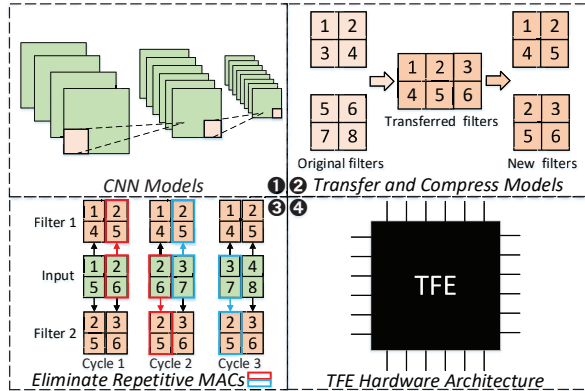 1 2
3 4
5 6
7 8
Original filters
1 2 3
4 5 6
Transferred filters
1 2
4 5
2 3
5 6
New filters
CNN Models
❶ ❷
Transfer and Compress Models
❸ ❹
Filter 1
1 2
4 5
1 2
4 5
1 2
4 5
Input
1 2
5 6
2 3
6 7
3 4
7 8
Filter 2
2 3
5 6
2 3
5 6
2 3
5 6
Cycle 1
Cycle 2
Cycle 3
Eliminate Repetitive MACs
TFE
TFE Hardware Architecture